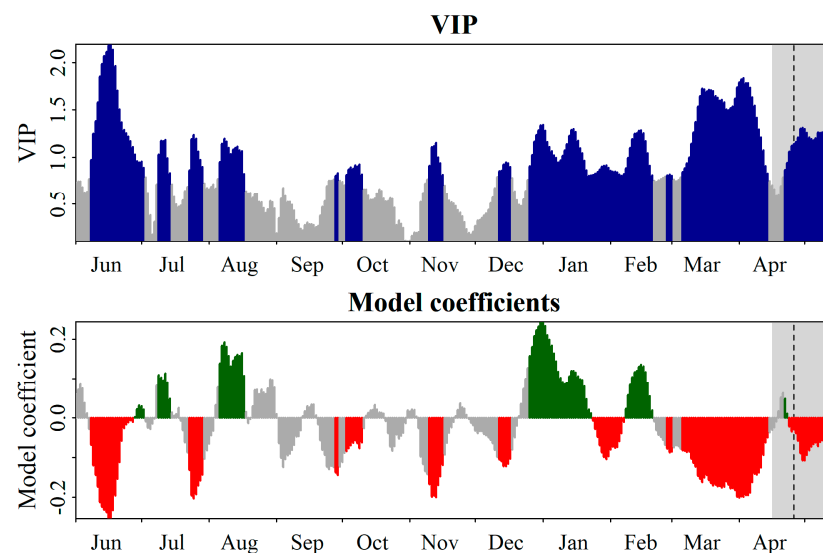 VIP
VIP
2.0
1.5
1.0
0.5
Jun Jul Aug Sep Oct Nov Dec Jan Feb Mar Apr
Model coefficients
Model coefficient
0.2
0.0
-0.2
Jun Jul Aug Sep Oct Nov Dec Jan Feb Mar Apr